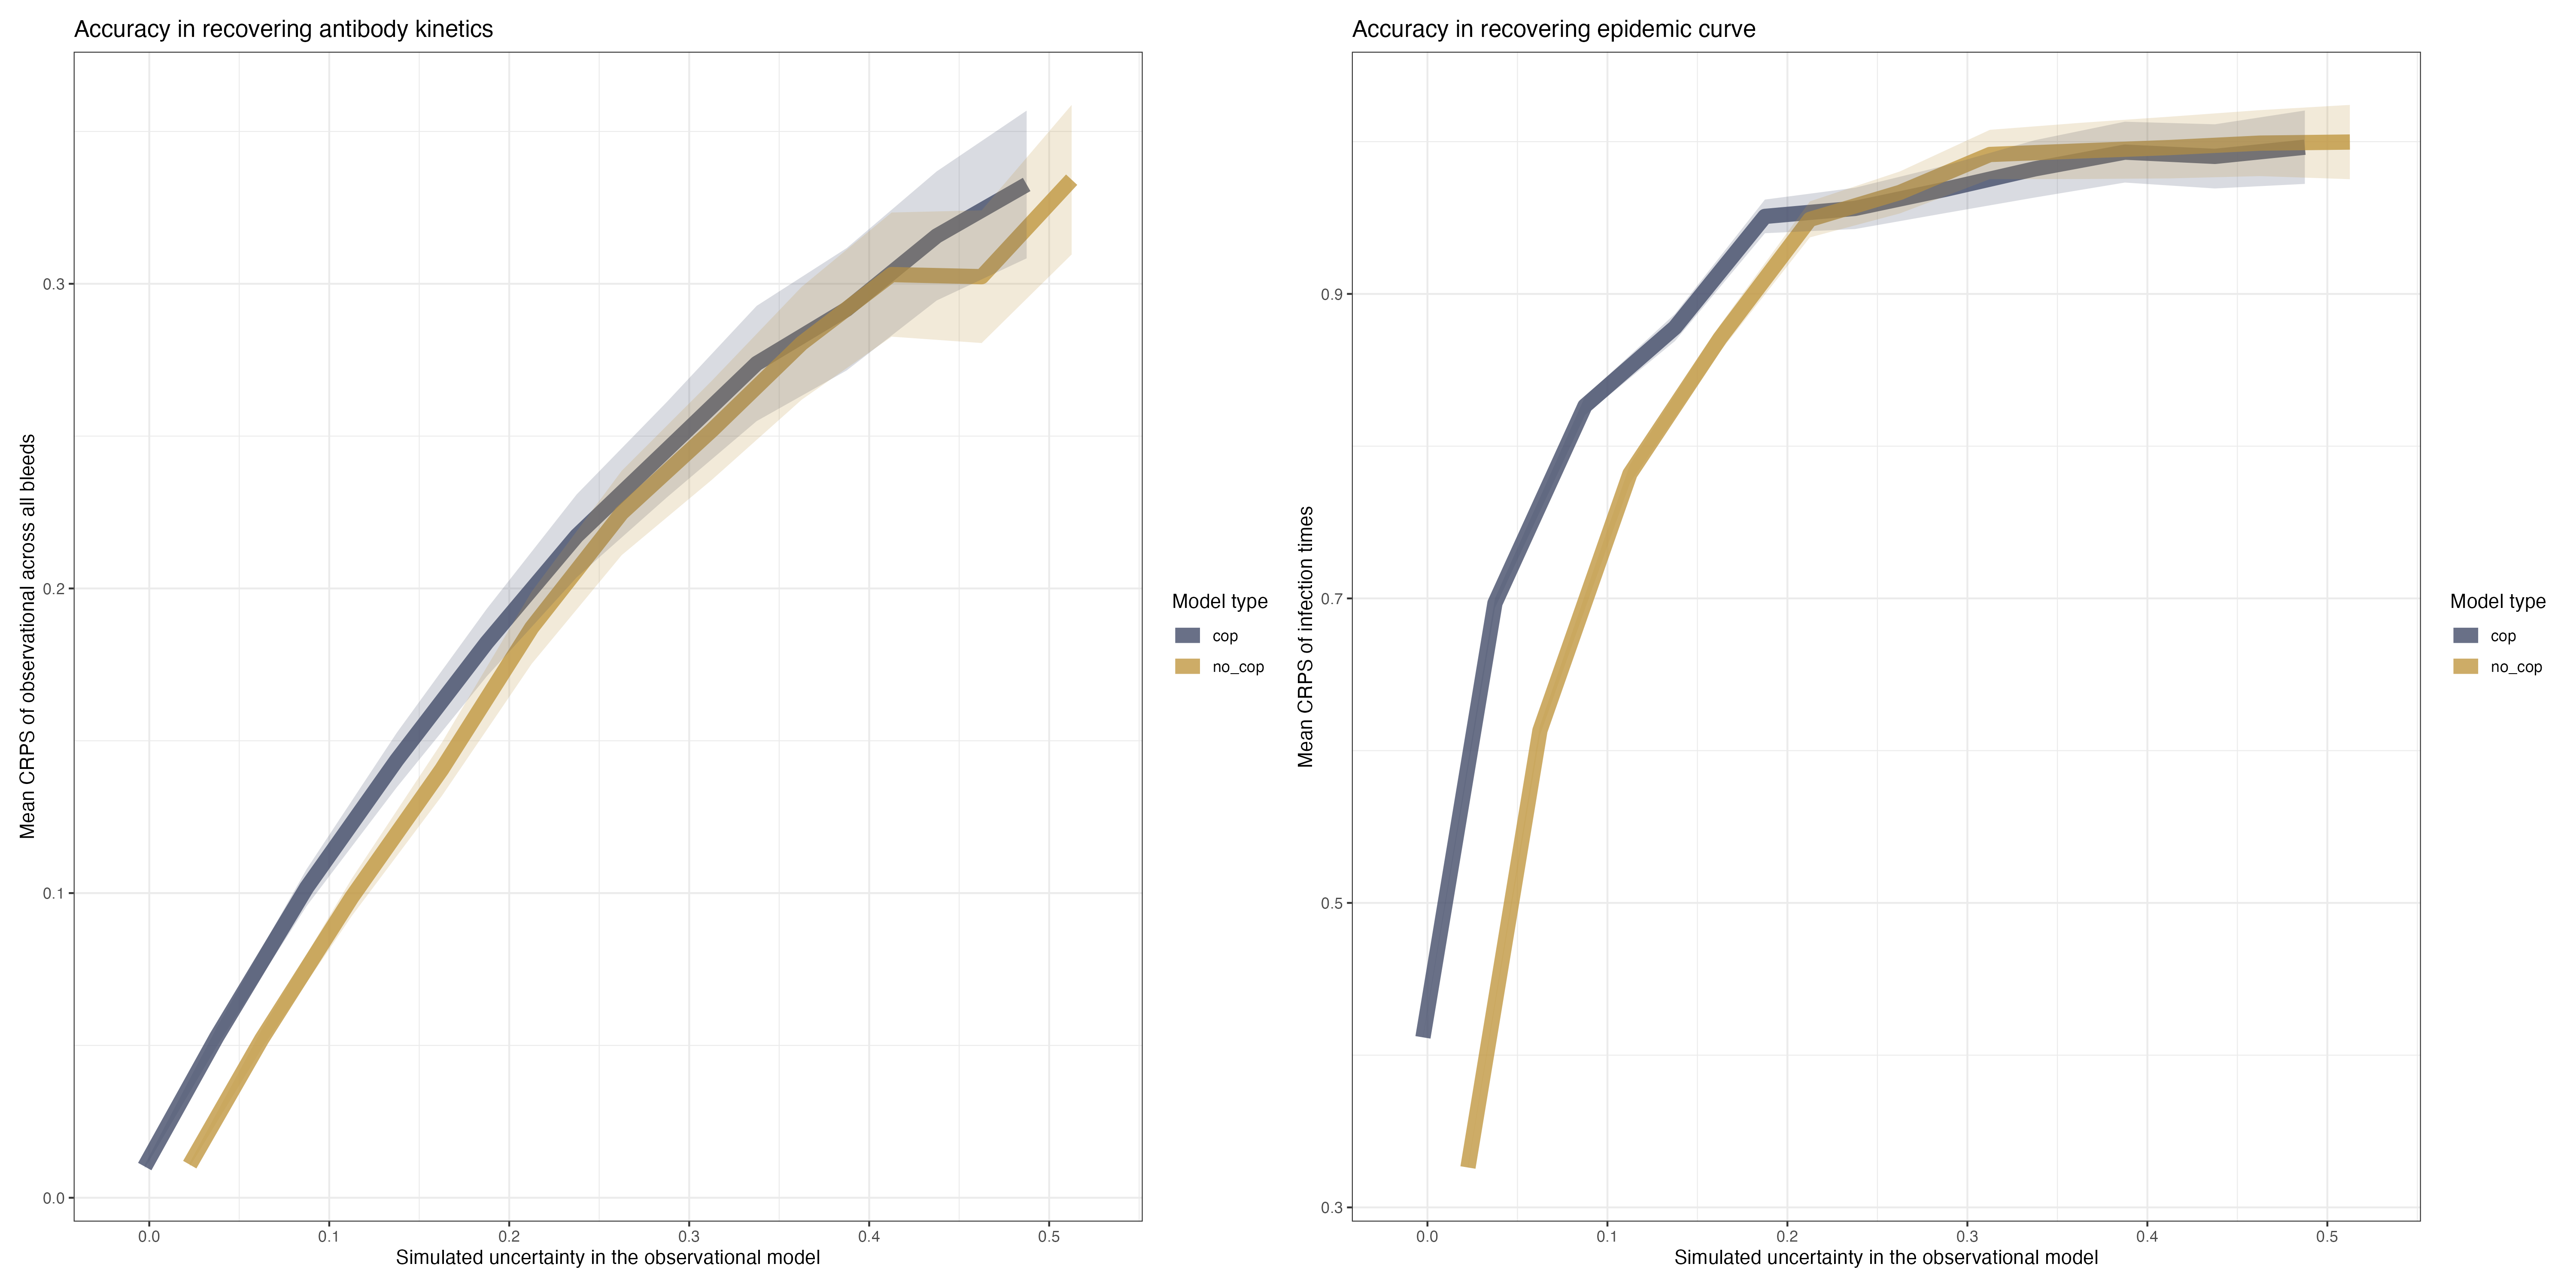 Accuracy in recovering antibody kinetics
Mean CRPS of observational across all bleeds
0.3
0.2
0.1
0.0
0.0 0.1 0.2 0.3 0.4 0.5
Simulated uncertainty in the observational model
Model type
cop
no_cop
Accuracy in recovering epidemic curve
Mean CRPS of infection times
0.9
0.7
0.5
0.3
0.0 0.1 0.2 0.3 0.4 0.5
Simulated uncertainty in the observational model
Model type
cop
no_cop